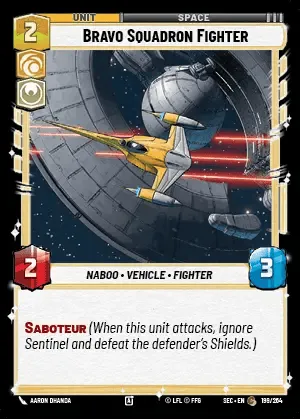 UNIT SPACE
2 BRAVO SQUADRON FIGHTER
2 3
NABOO • VEHICLE • FIGHTER
SABOTEUR (When this unit attacks, ignore
Sentinel and defeat the defender's Shields.)
AARON DHANDA © LFL © FFG SEC • EN 199/264